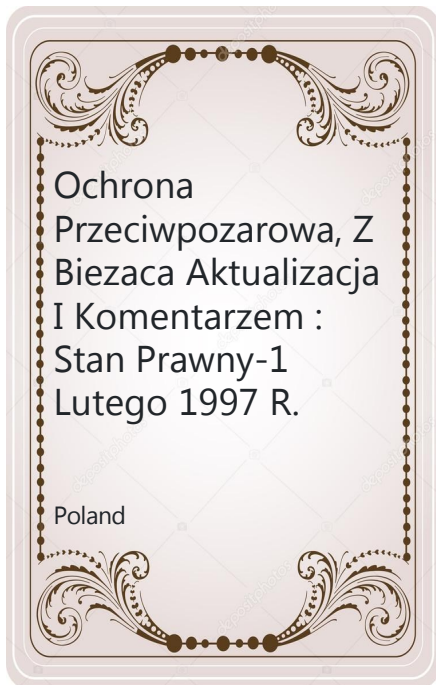 Ochrona
Przeciwpozarowa, Z
Biezaca Aktualizacja
I Komentarzem :
Stan Prawny-1
Lutego 1997 R.
Poland